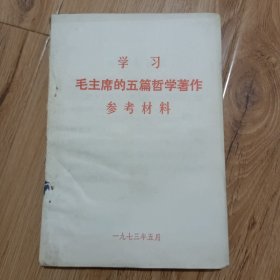 学习
毛主席的五篇哲学著作
参考材料
一九七三年五月